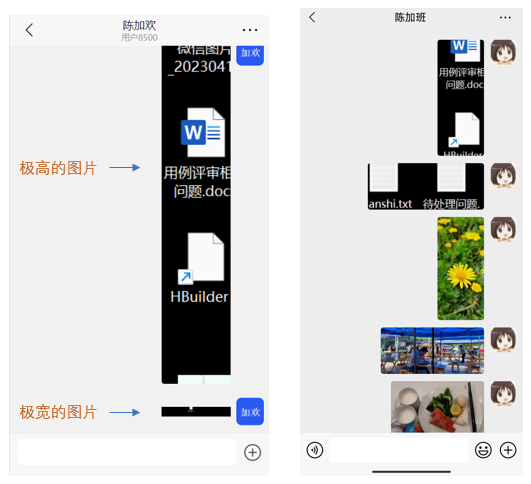 陈加欢
用户8500
微信图片
_2023041
加欢
极高的图片
用例评审相
问题.doc
HBuilder
极宽的图片
加欢
陈加班
用例评审相
问题.doc
HBuilder
anshi.txt 待处理问题.